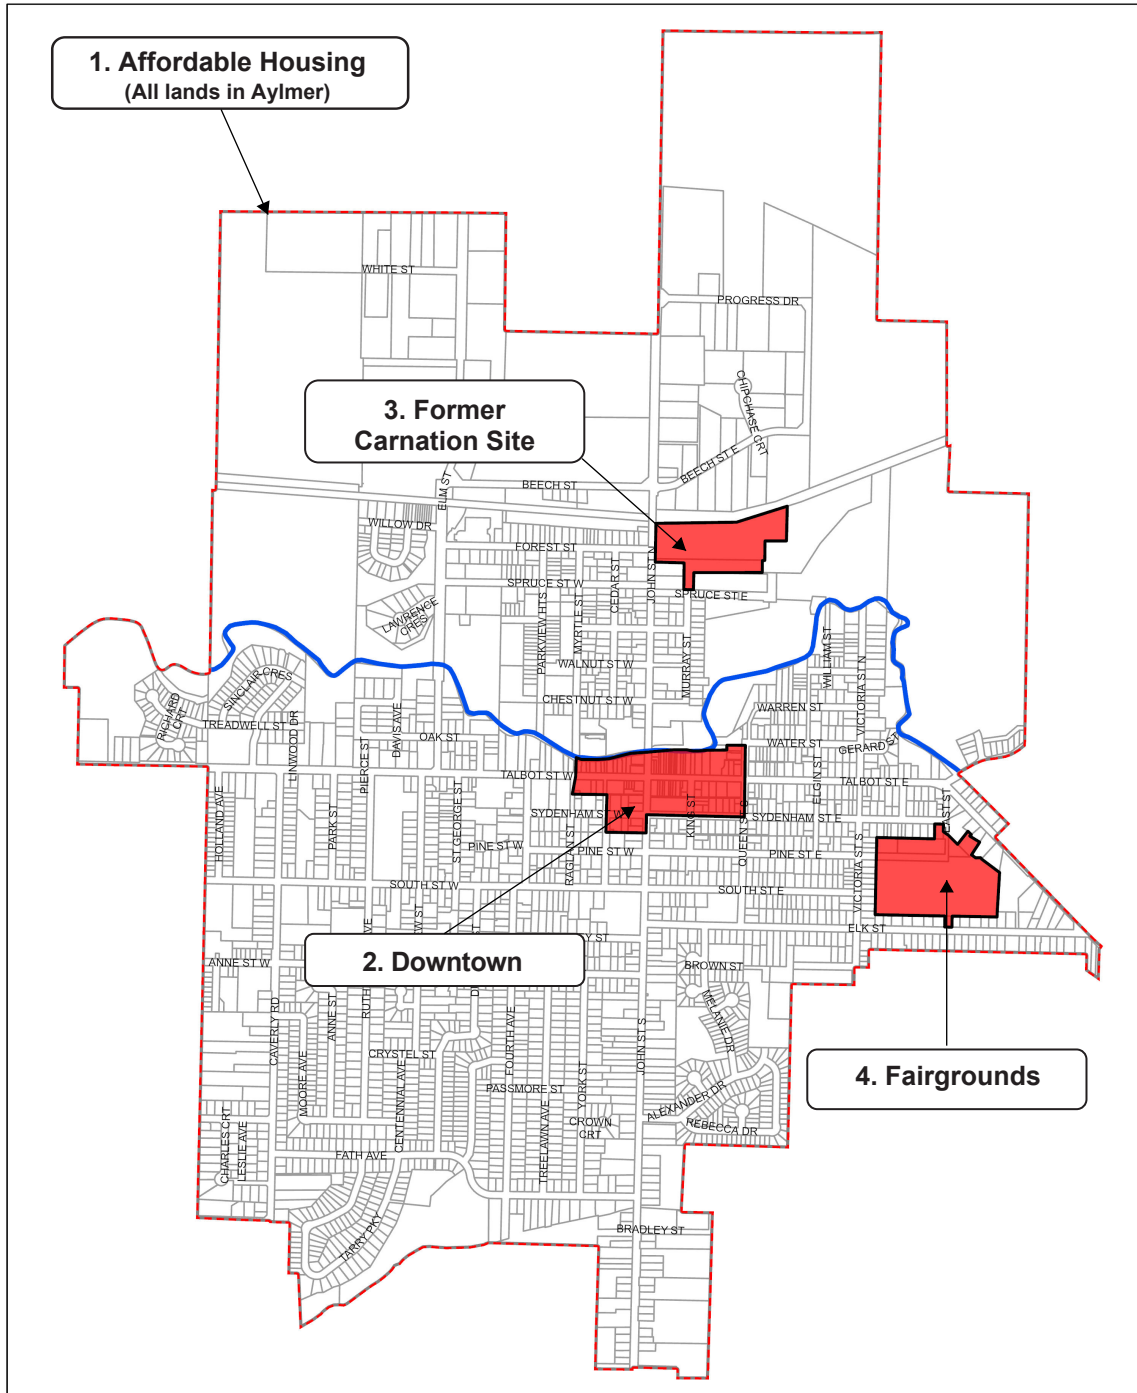 1. Affordable Housing
(All lands in Aylmer)
WHITE ST
PROGRESS DR
CHIPCHASE CRT
3. Former
Carnation Site
BEECH ST E
BEECH ST
ELM ST
WILLOW DR
FOREST ST
JOHN ST N
CEDAR ST
SPRUCE ST W
SPRUCE ST E
PARKVIEW HTS
MYRTLE ST
LAWRENCE
CRES
WILLIAM ST
WALNUT ST W
MURRAY ST
VICTORIA ST N
SINCLAIR CRES
CHESTNUT ST W
WARREN ST
RICHARD
CRT
TREADWELL ST
LINWOOD DR
DAVIS AVE
OAK ST
WATER ST
GERARD ST
PIERCE ST
TALBOT ST W
ELGIN ST
TALBOT ST E
HOLLAND AVE
PARK ST
ST GEORGE ST
SYDENHAM ST W
KING ST
QUEEN ST S
SYDENHAM ST E
EAST ST
PINE ST W
RAGLAN ST
PINE ST W
PINE ST E
VICTORIA ST S
SOUTH ST W
SOUTH ST E
ELK ST
2. Downtown
ANNE ST W
BROWN ST
MELANIE DR
CAVERLY RD
ANNE ST
MOORE AVE
CRYSTEL ST
CENTENNIAL AVE
FOURTH AVE
JOHN ST S
PASSMORE ST
YORK ST
ALEXANDER DR
4. Fairgrounds
CROWN
CRT
REBECCA DR
CHARLES CRT
LESLIE AVE
FATH AVE
TREELAWN AVE
TARRY PKY
BRADLEY ST